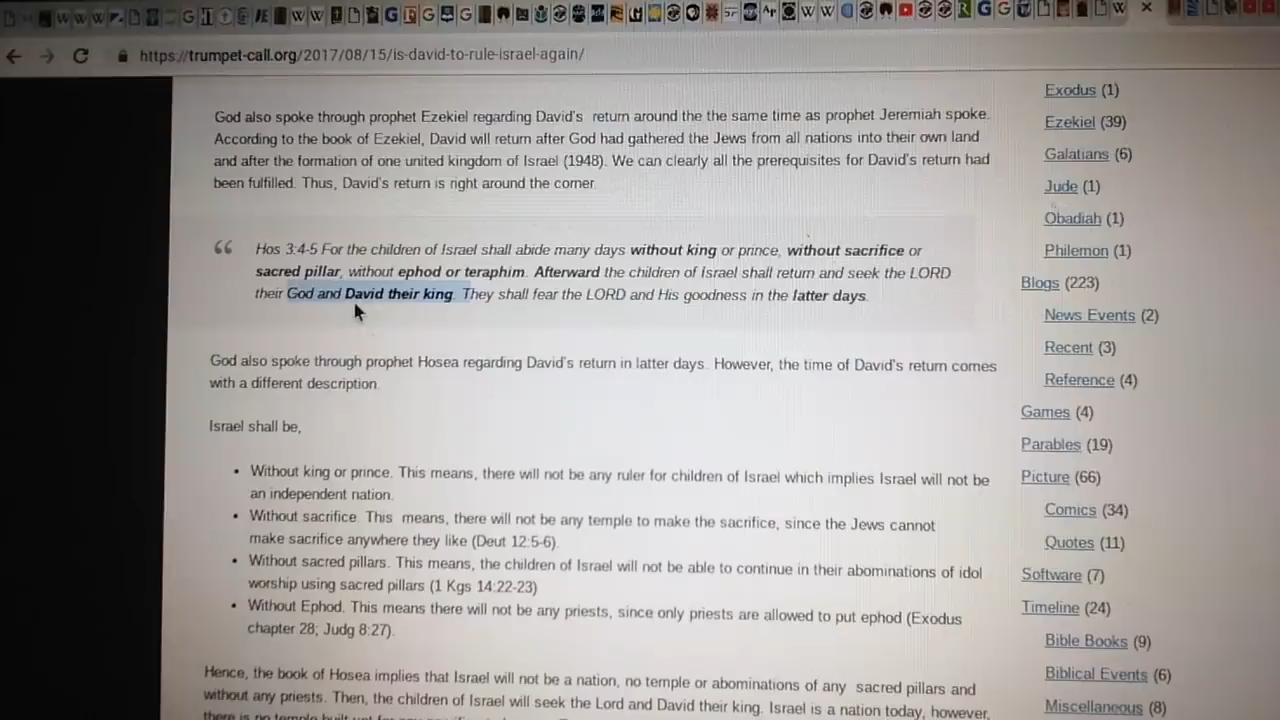 https://trumpet-call.org/2017/08/15/is-david-to-rule-israel-again/
God also spoke through prophet Ezekiel regarding David's return around the the same time as prophet Jeremiah spoke.
According to the book of Ezekiel, David will return after God had gathered the Jews from all nations into their own land
and after the formation of one united kingdom of Israel (1948). We can clearly all the prerequisites for David's return had
been fulfilled. Thus, David's return is right around the corner.
Hos 3:4-5 For the children of Israel shall abide many days without king or prince, without sacrifice or
sacred pillar, without ephod or teraphim. Afterward the children of Israel shall return and seek the LORD
their God and David their king. They shall fear the LORD and His goodness in the latter days.
God also spoke through prophet Hosea regarding David's return in latter days. However, the time of David's return comes
with a different description.
Israel shall be,
• Without king or prince. This means, there will not be any ruler for children of Israel which implies Israel will not be
an independent nation.
• Without sacrifice. This means, there will not be any temple to make the sacrifice, since the Jews cannot
make sacrifice anywhere they like (Deut 12:5-6).
• Without sacred pillars. This means, the children of Israel will not be able to continue in their abominations of idol
worship using sacred pillars (1 Kgs 14:22-23)
• Without Ephod. This means there will not be any priests, since only priests are allowed to put ephod (Exodus
chapter 28; Judg 8:27).
Hence, the book of Hosea implies that Israel will not be a nation, no temple or abominations of any sacred pillars and
without any priests. Then, the children of Israel will seek the Lord and David their king. Israel is a nation today, however,
there is no temple built yet for any
Exodus (1)
Ezekiel (39)
Galatians (6)
Jude (1)
Obadiah (1)
Philemon (1)
Blogs (223)
News Events (2)
Recent (3)
Reference (4)
Games (4)
Parables (19)
Picture (66)
Comics (34)
Quotes (11)
Software (7)
Timeline (24)
Bible Books (9)
Biblical Events (6)
Miscellaneous (8)